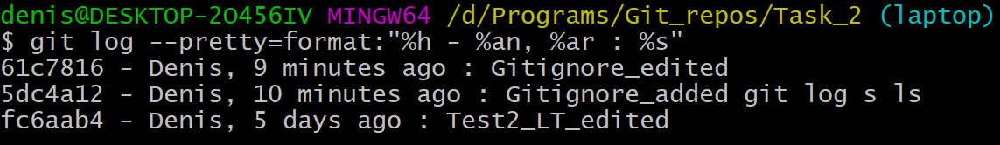 denis@DESKTOP-2O456IV MINGW64 /d/Programs/Git_repos/Task_2 (laptop)
$ git log --pretty=format:"%h - %an, %ar : %s"
61c7816 - Denis, 9 minutes ago : Gitignore_edited
5dc4a12 - Denis, 10 minutes ago : Gitignore_added git log s ls
fc6aab4 - Denis, 5 days ago : Test2_LT_edited